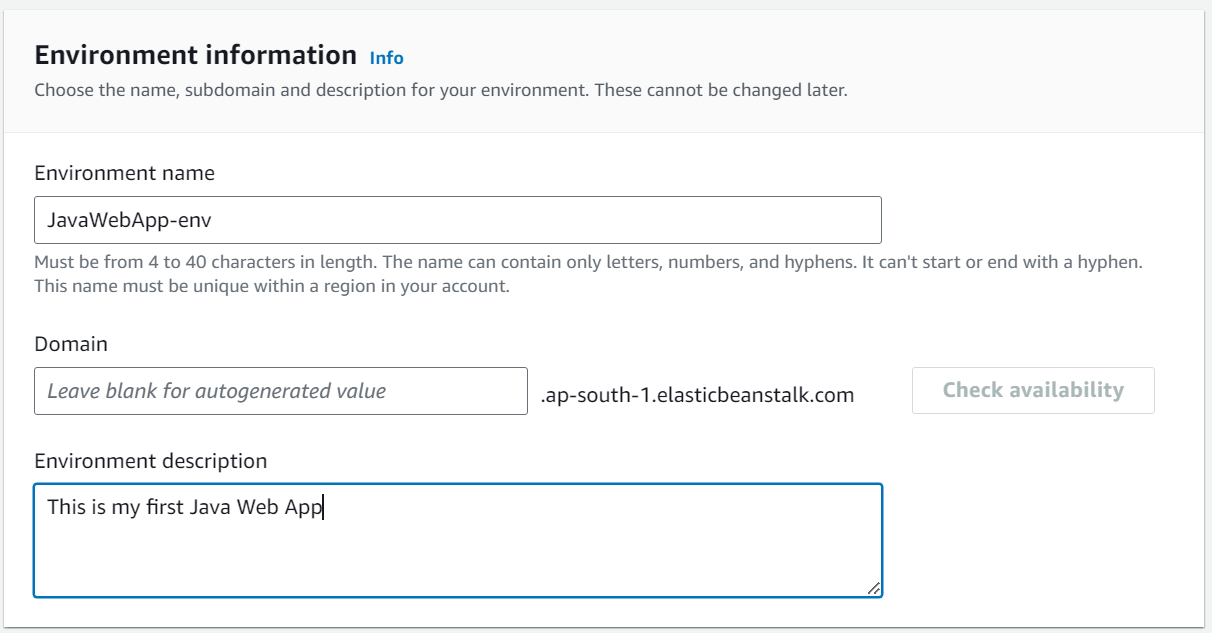 Environment information Info
Choose the name, subdomain and description for your environment. These cannot be changed later.
Environment name
JavaWebApp-env
Must be from 4 to 40 characters in length. The name can contain only letters, numbers, and hyphens. It can't start or end with a hyphen.
This name must be unique within a region in your account.
Domain
Leave blank for autogenerated value .ap-south-1.elasticbeanstalk.com Check availability
Environment description
This is my first Java Web App